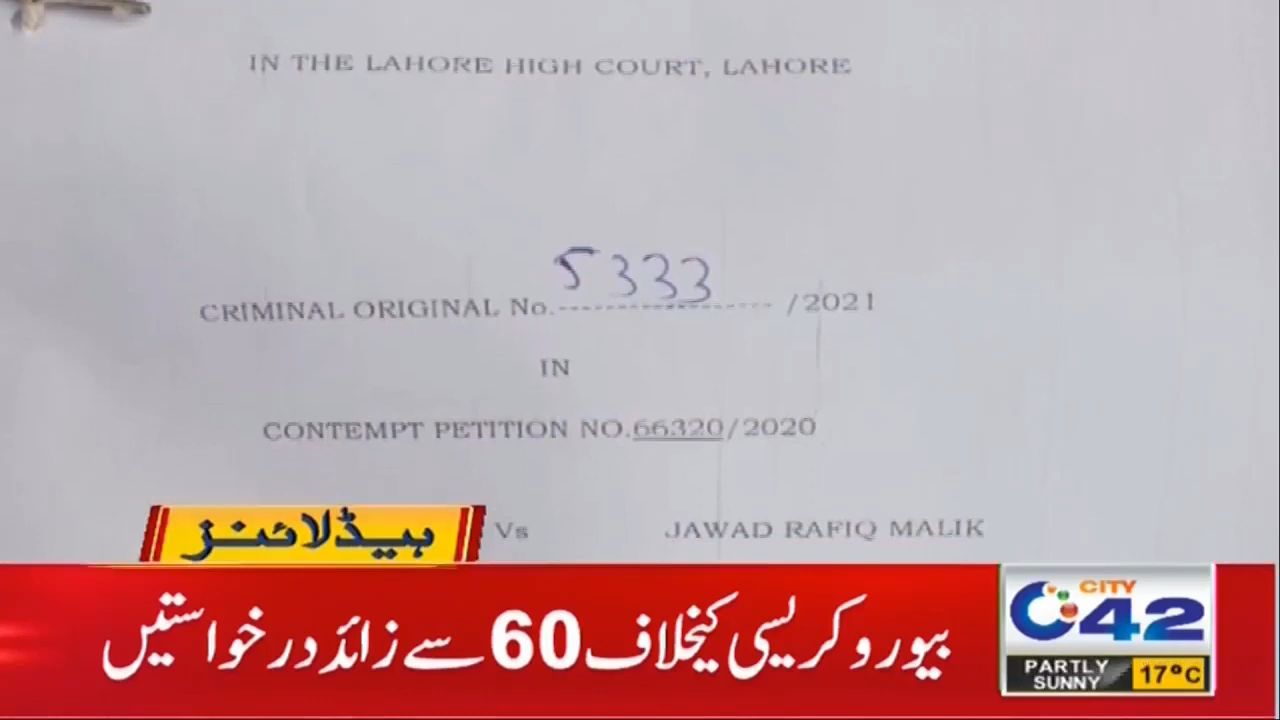 IN THE LAHORE HIGH COURT, LAHORE
5333
CRIMINAL ORIGINAL No.---------------------- /2021
IN
CONTEMPT PETITION NO.66320/2020
Vs JAWAD RAFIQ MALIK
ہیڈلائنز
بیوروکریسی کیخلاف 60 سے زائد درخواستیں
CITY
42
PARTLY SUNNY 17°C